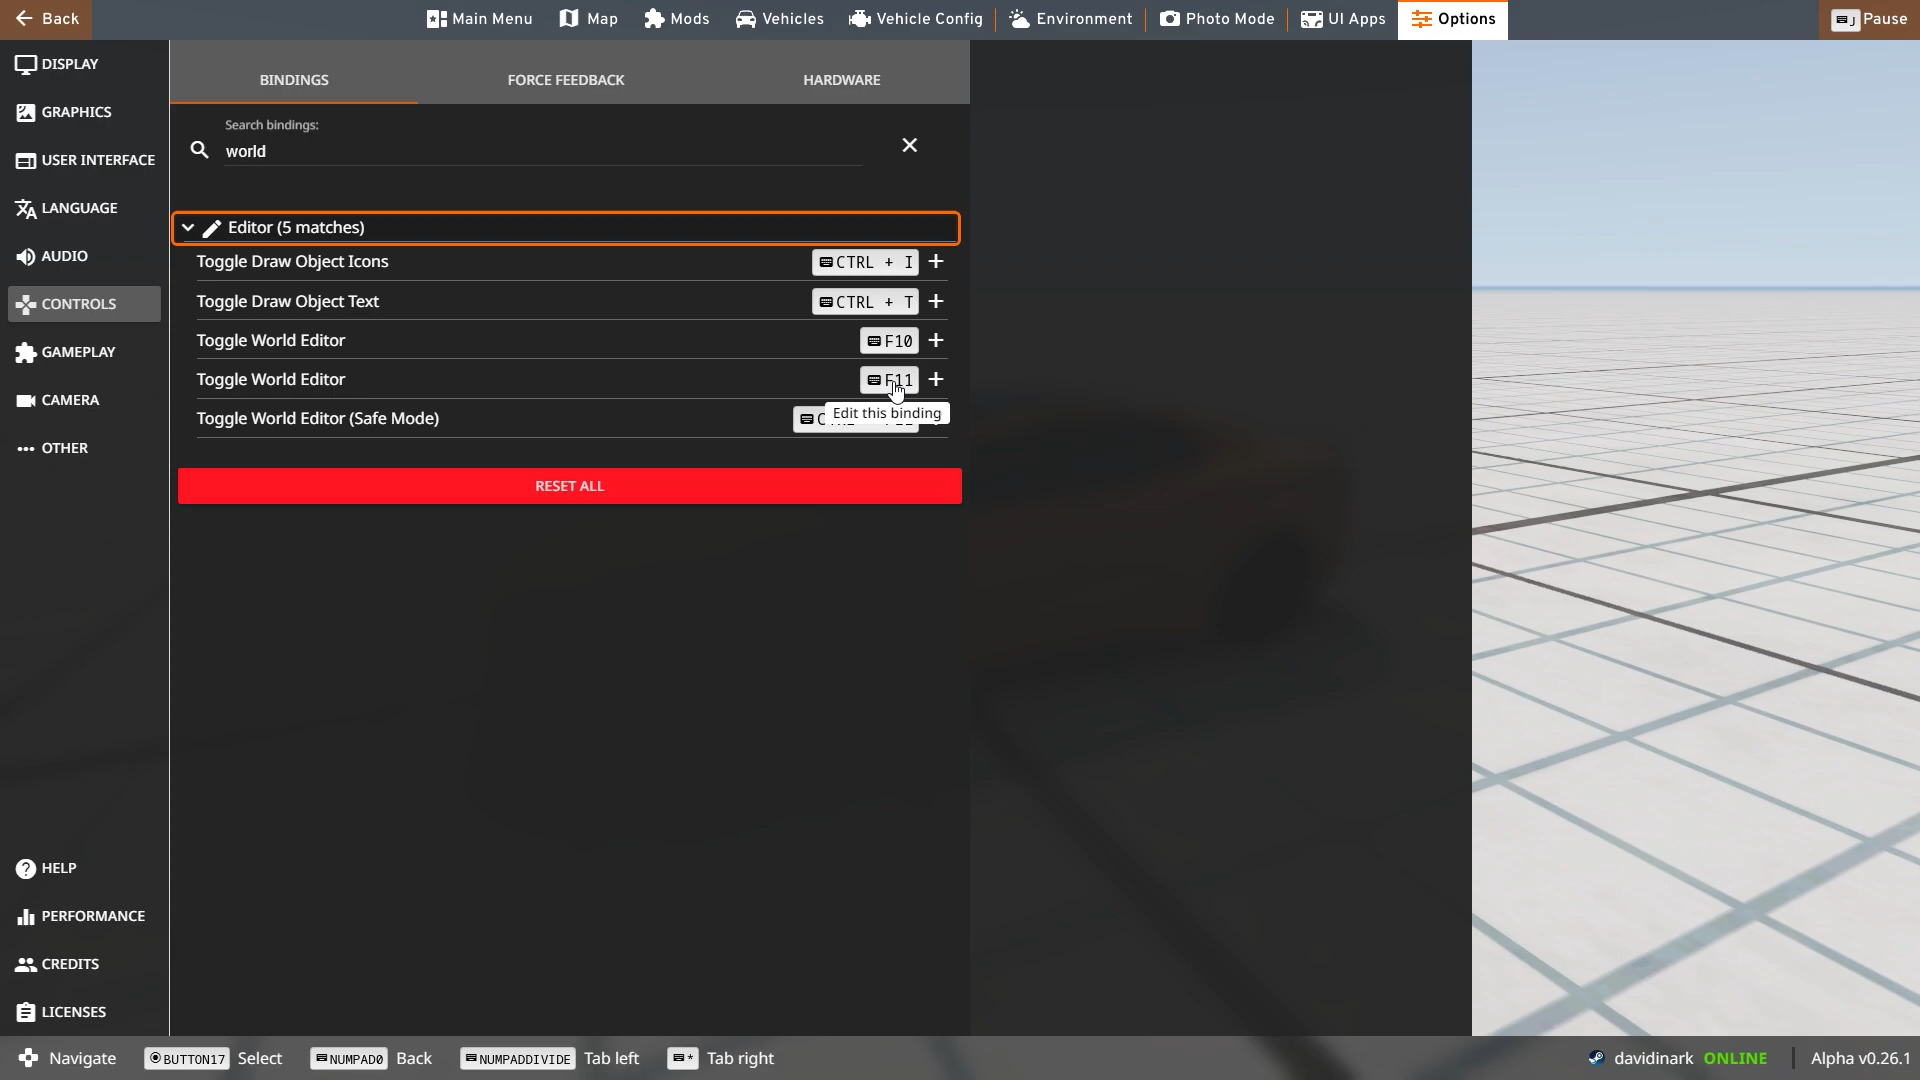 Back
Main Menu
Map
Mods
Vehicles
Vehicle Config
Environment
Photo Mode
UI Apps
Options
J Pause
DISPLAY
GRAPHICS
USER INTERFACE
LANGUAGE
AUDIO
CONTROLS
GAMEPLAY
CAMERA
OTHER
HELP
PERFORMANCE
CREDITS
LICENSES
BINDINGS
FORCE FEEDBACK
HARDWARE
Search bindings:
world
Editor (5 matches)
Toggle Draw Object Icons CTRL + I
Toggle Draw Object Text CTRL + T
Toggle World Editor F10
Toggle World Editor F11
Edit this binding
Toggle World Editor (Safe Mode)
RESET ALL
Navigate
BUTTON17 Select
NUMPAD0 Back
NUMPADDIVIDE Tab left
* Tab right
davidinark ONLINE
Alpha v0.26.1